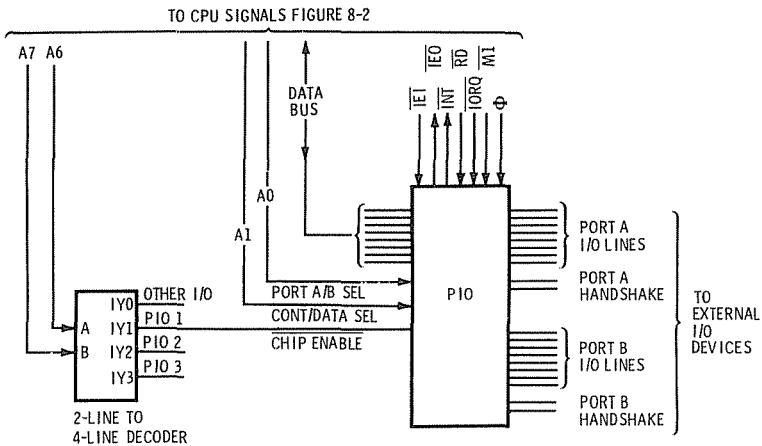 TO CPU SIGNALS FIGURE 8-2
A7 A6
DATA
BUS
IEI
IEO
INT
RD
IORQ
M1
Φ
A0
A1
PORT A
I/O LINES
PORT A
HANDSHAKE
PIO
TO
EXTERNAL
I/O
DEVICES
PORT B
I/O LINES
PORT B
HANDSHAKE
PORT A/B SEL
CONT/DATA SEL
CHIP ENABLE
OTHER I/O
PIO 1
PIO 2
PIO 3
A
B
IY0
IY1
IY2
IY3
2-LINE TO
4-LINE DECODER